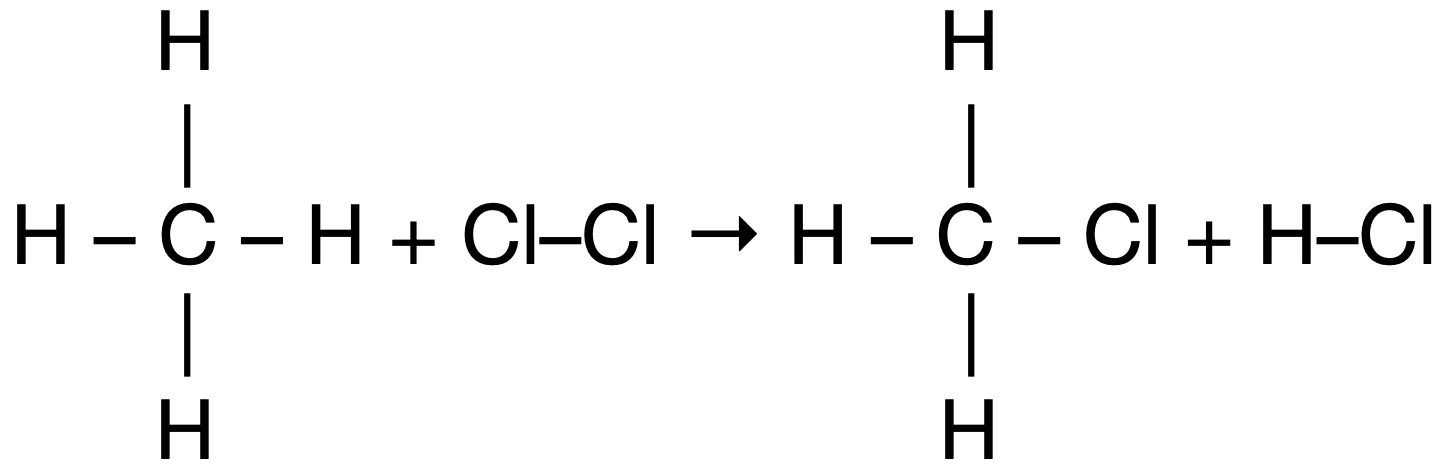 H H
| |
H – C – H + Cl–Cl → H – C – Cl + H–Cl
| |
H H